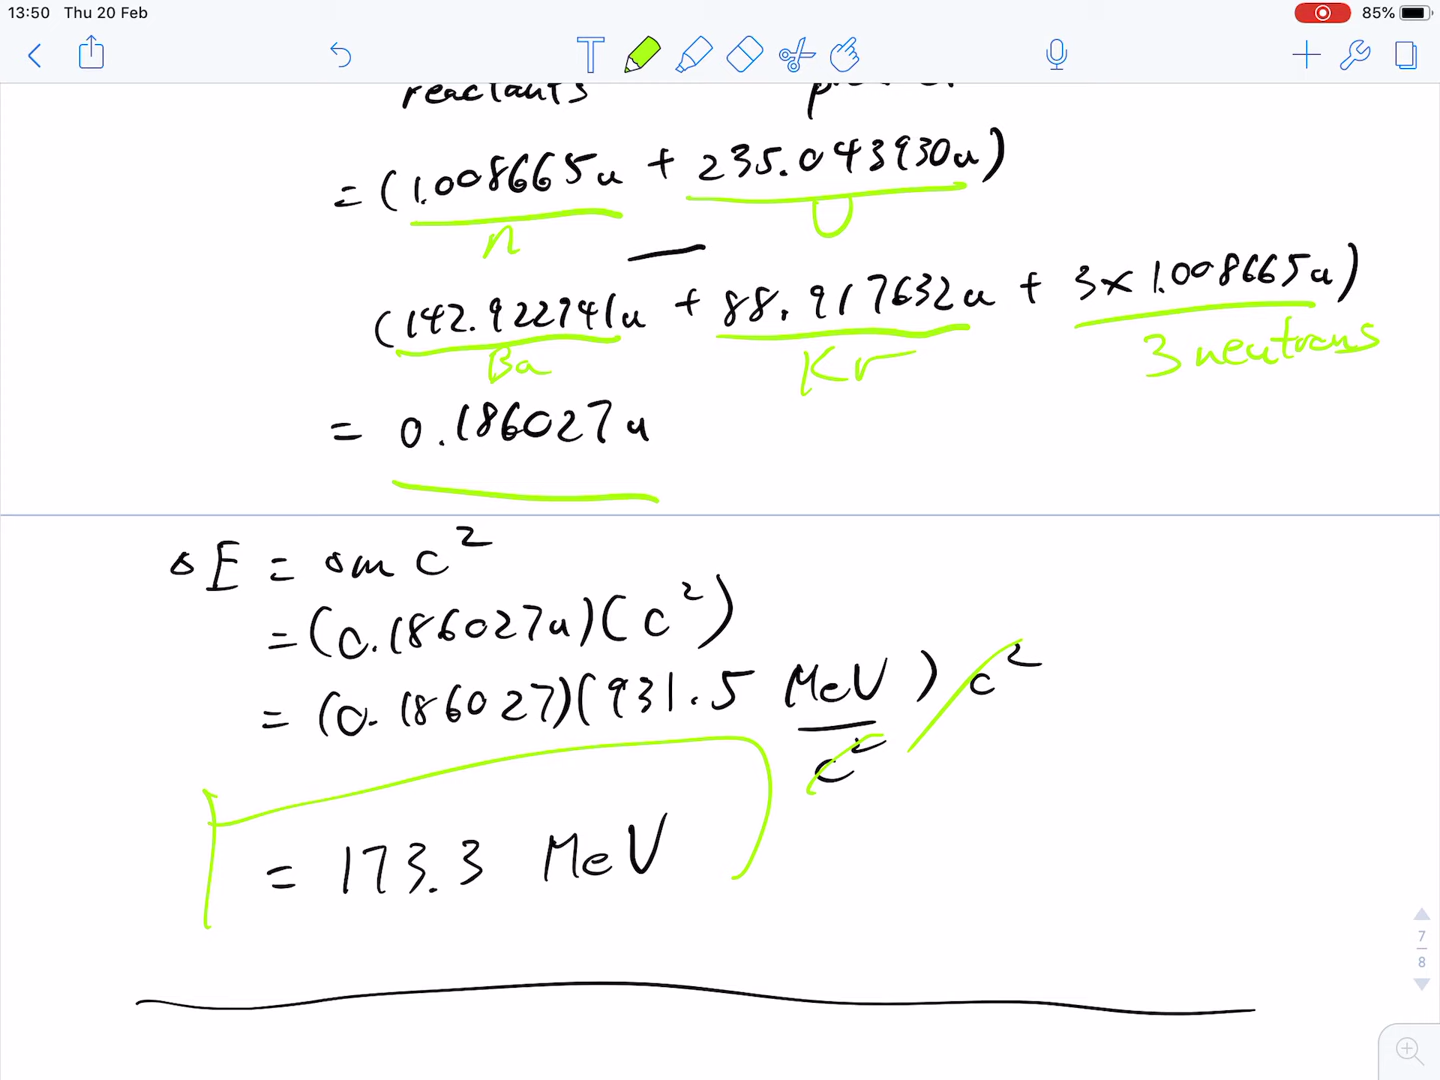 13:50 Thu 20 Feb 85%
T
reactants
= (1.008665u + 235.043930u)
n U
—
(142.922741u + 88.917632u + 3 × 1.008665u)
Ba Kr 3 neutrons
= 0.186027u
ΔE = Δm c²
= (0.186027u)(c²)
= (0.186027)(931.5 MeV/c²) c²
= 173.3 MeV
7
8